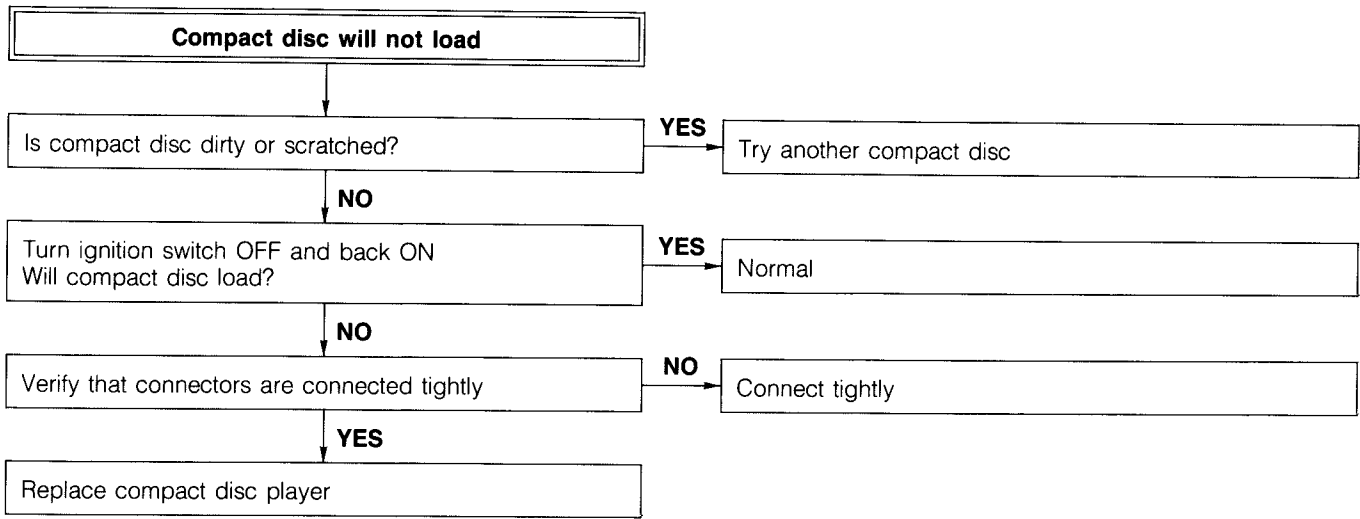 Compact disc will not load
Is compact disc dirty or scratched?
YES
Try another compact disc
NO
Turn ignition switch OFF and back ON
Will compact disc load?
YES
Normal
NO
Verify that connectors are connected tightly
NO
Connect tightly
YES
Replace compact disc player